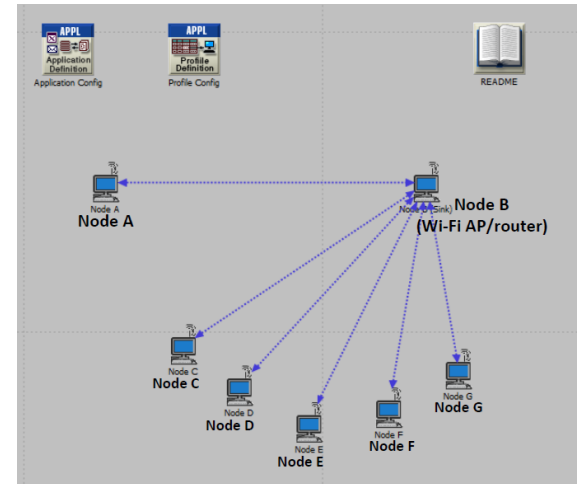 APPL
Application
Definition
Application Config
APPL
Profile
Definition
Profile Config
README
Node A
Node A
Node B
(Sink)
(Wi-Fi AP/router)
Node C
Node C
Node D
Node D
Node E
Node E
Node F
Node F
Node G
Node G